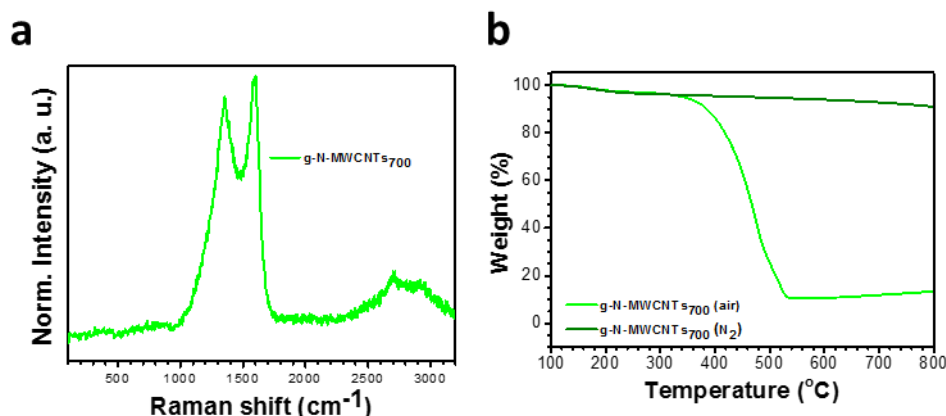 a
Norm. Intensity (a. u.)
g-N-MWCNTs700
500 1000 1500 2000 2500 3000
Raman shift (cm-1)
b
Weight (%)
100
80
60
40
20
0
g-N-MWCNTs700 (air)
g-N-MWCNTs700 (N2)
100 200 300 400 500 600 700 800
Temperature (oC)